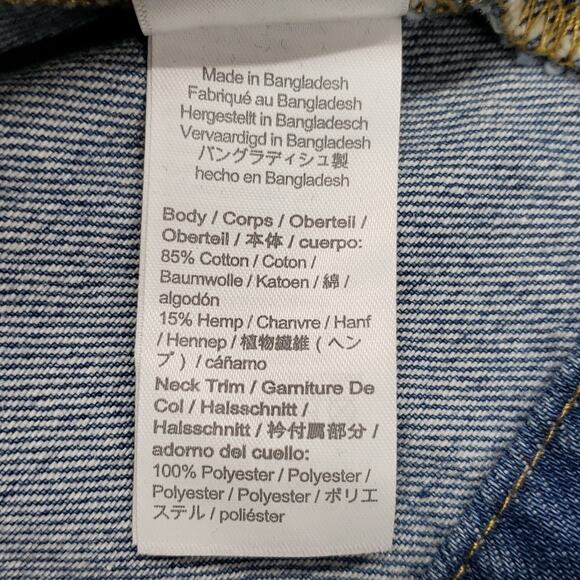 Made in Bangladesh
Fabriqué au Bangladesh
Hergestellt in Bangladesch
Vervaardigd in Bangladesh
バングラディシュ製
hecho en Bangladesh
Body / Corps / Oberteil /
Oberteil / 本体 / cuerpo:
85% Cotton / Coton /
Baumwolle / Katoen / 綿 /
algodón
15% Hemp / Chanvre / Hanf
/ Hennep / 植物繊維 ( ヘン
プ ) / cáñamo
Neck Trim / Garniture De
Col / Halsschnitt /
Halsschnitt / 衿付属部分 /
adorno del cuello:
100% Polyester / Polyester /
Polyester / Polyester / ポリエ
ステル / poliéster